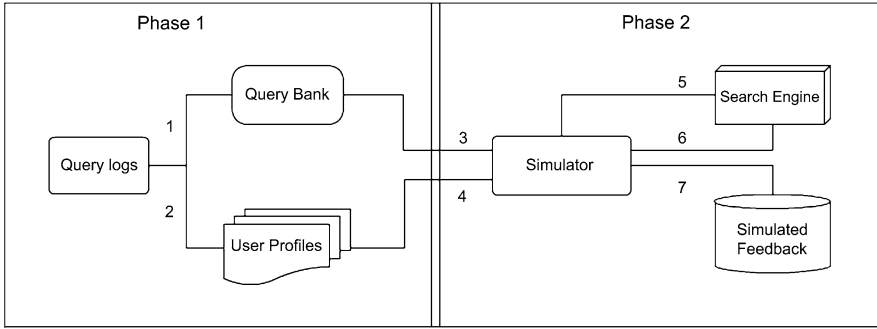 Phase 1
Phase 2
Query Bank
5
Search Engine
1
3
6
Query logs
Simulator
2
4
7
User Profiles
Simulated
Feedback